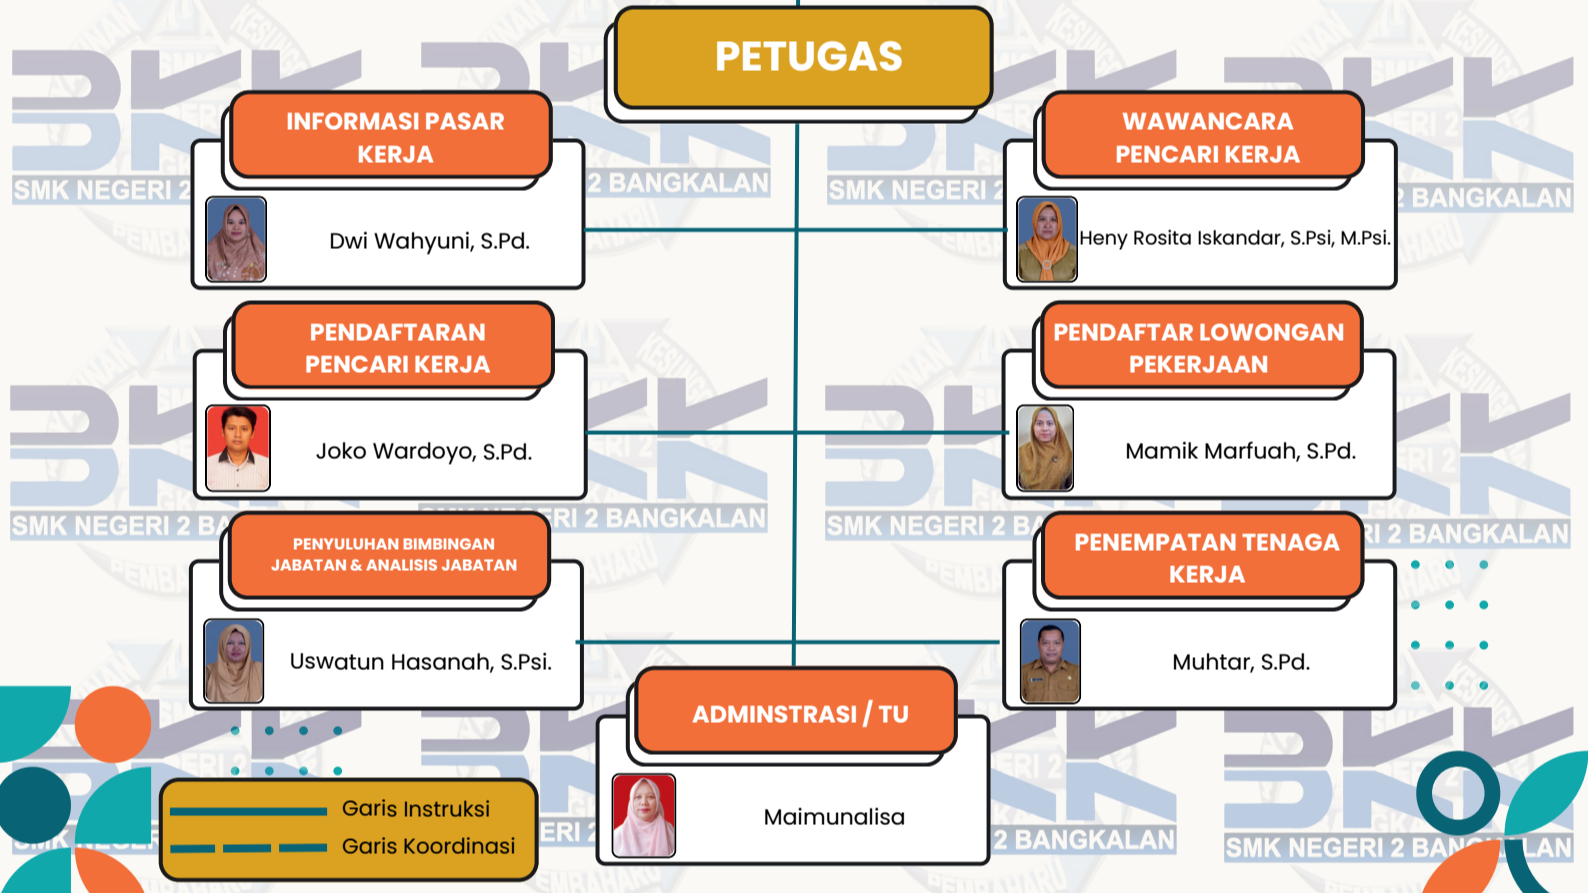 PETUGAS
INFORMASI PASAR
KERJA
Dwi Wahyuni, S.Pd.
WAWANCARA
PENCARI KERJA
Heny Rosita Iskandar, S.Psi, M.Psi.
PENDAFTARAN
PENCARI KERJA
Joko Wardoyo, S.Pd.
PENDAFTAR LOWONGAN
PEKERJAAN
Mamik Marfuah, S.Pd.
PENYULUHAN BIMBINGAN
JABATAN & ANALISIS JABATAN
Uswatun Hasanah, S.Psi.
PENEMPATAN TENAGA
KERJA
Muhtar, S.Pd.
ADMINSTRASI / TU
Maimunalisa
Garis Instruksi
Garis Koordinasi
BKK
SMK NEGERI 2 BANGKALAN